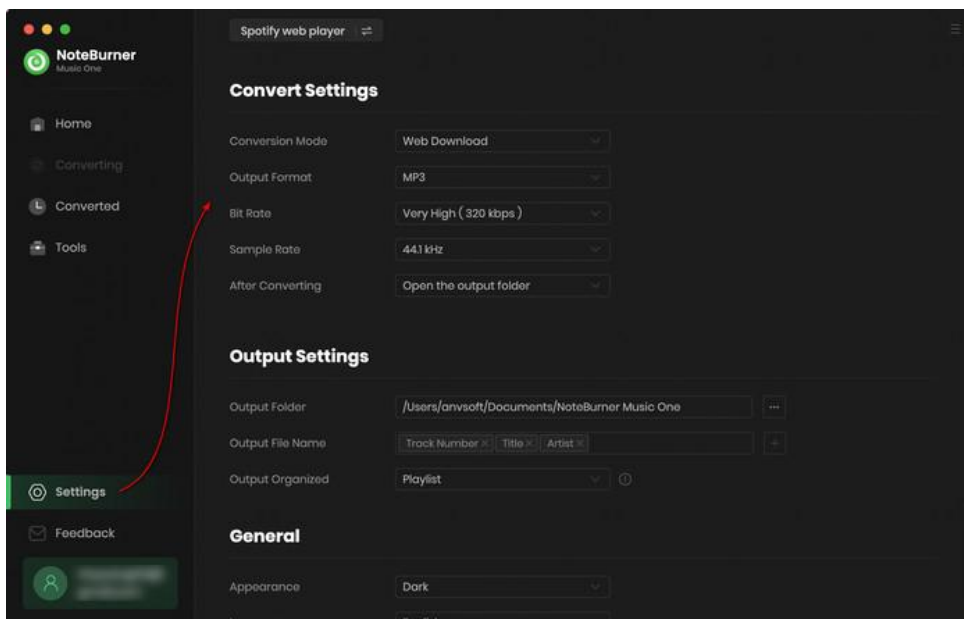 NoteBurner
Music One
Home
Converting
Converted
Tools
Settings
Feedback
Spotify web player
Convert Settings
Conversion Mode Web Download
Output Format MP3
Bit Rate Very High ( 320 kbps )
Sample Rate 44.1 kHz
After Converting Open the output folder
Output Settings
Output Folder /Users/anvsoft/Documents/NoteBurner Music One
Output File Name Track Number × Title × Artist ×
Output Organized Playlist
General
Appearance Dark